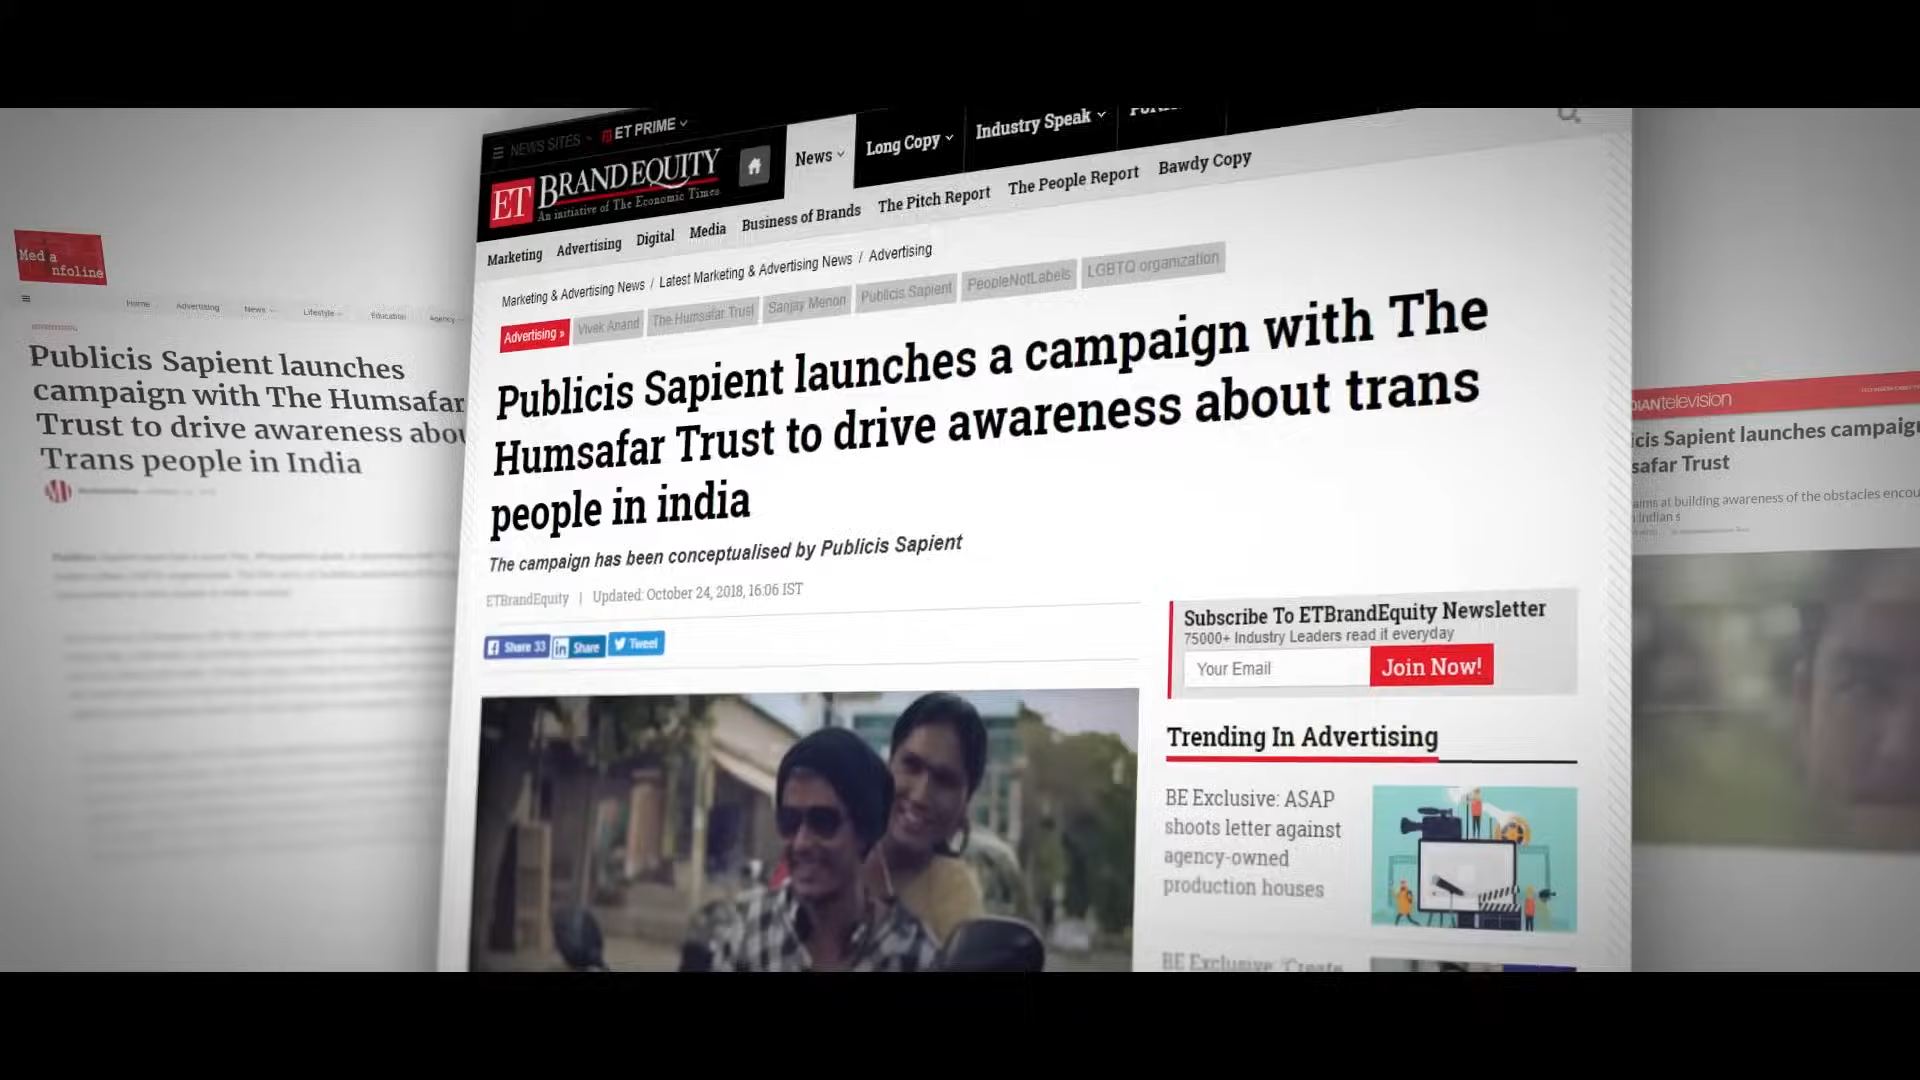 NEWS SITES
ET PRIME
ET BRANDEQUITY
An initiative of The Economic Times
News
Long Copy
Industry Speak
Marketing
Advertising
Digital
Media
Business of Brands
The Pitch Report
The People Report
Bawdy Copy
Marketing & Advertising News / Latest Marketing & Advertising News / Advertising
Advertising »
Vivek Anand
The Humsafar Trust
Sanjay Menon
Publicis Sapient
PeopleNotLabels
LGBTQ organization
Publicis Sapient launches a campaign with The
Humsafar Trust to drive awareness about trans
people in india
The campaign has been conceptualised by Publicis Sapient
ETBrandEquity | Updated: October 24, 2018, 16:06 IST
Share 33
in Share
Tweet
Subscribe To ETBrandEquity Newsletter
75000+ Industry Leaders read it everyday
Your Email
Join Now!
Trending In Advertising
BE Exclusive: ASAP
shoots letter against
agency-owned
production houses
BE Exclusive: 'Create
Med a
nfoline
Home
Advertising
News
Lifestyle
Education
Agency
Publicis Sapient launches
campaign with The Humsafar
Trust to drive awareness abou
Trans people in India
DIANtelevision
icis Sapient launches campaign
safar Trust
aims at building awareness of the obstacles encou
Indian s